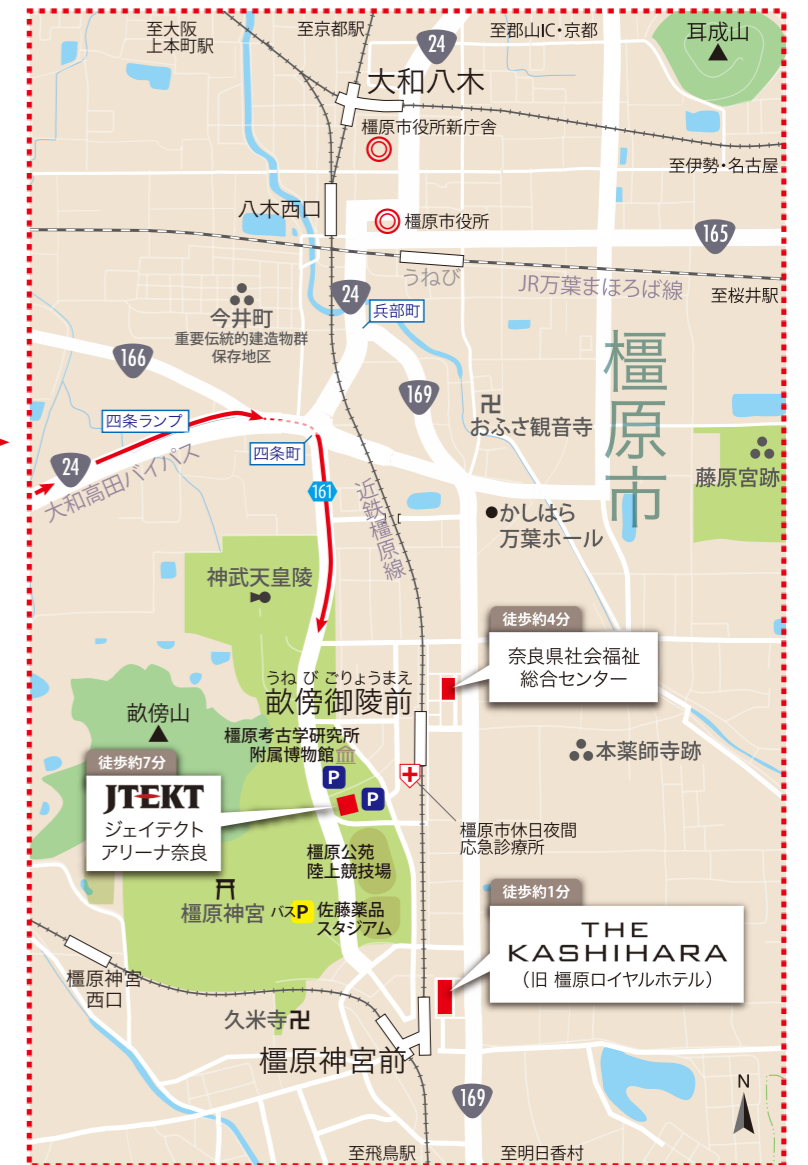 至大阪
上本町駅
至京都駅
24
至郡山IC・京都
耳成山
大和八木
橿原市役所新庁舎
至伊勢・名古屋
八木西口
橿原市役所
165
うねび
JR万葉まほろば線
至桜井駅
24
兵部町
今井町
重要伝統的建造物群
保存地区
166
169
橿原市
卍
おふさ観音寺
四条ランプ
四条町
24
大和高田バイパス
161
近鉄橿原線
藤原宮跡
かしはら
万葉ホール
神武天皇陵
徒歩約4分
奈良県社会福祉
総合センター
うねびごりょうまえ
畝傍御陵前
畝傍山
橿原考古学研究所
附属博物館
本薬師寺跡
徒歩約7分
JTEKT
ジェイテクト
アリーナ奈良
P
P
橿原市休日夜間
応急診療所
橿原公苑
陸上競技場
橿原神宮
バスP
佐藤薬品
スタジアム
徒歩約1分
THE
KASHIHARA
（旧 橿原ロイヤルホテル）
橿原神宮
西口
久米寺卍
橿原神宮前
169
N
至飛鳥駅
至明日香村